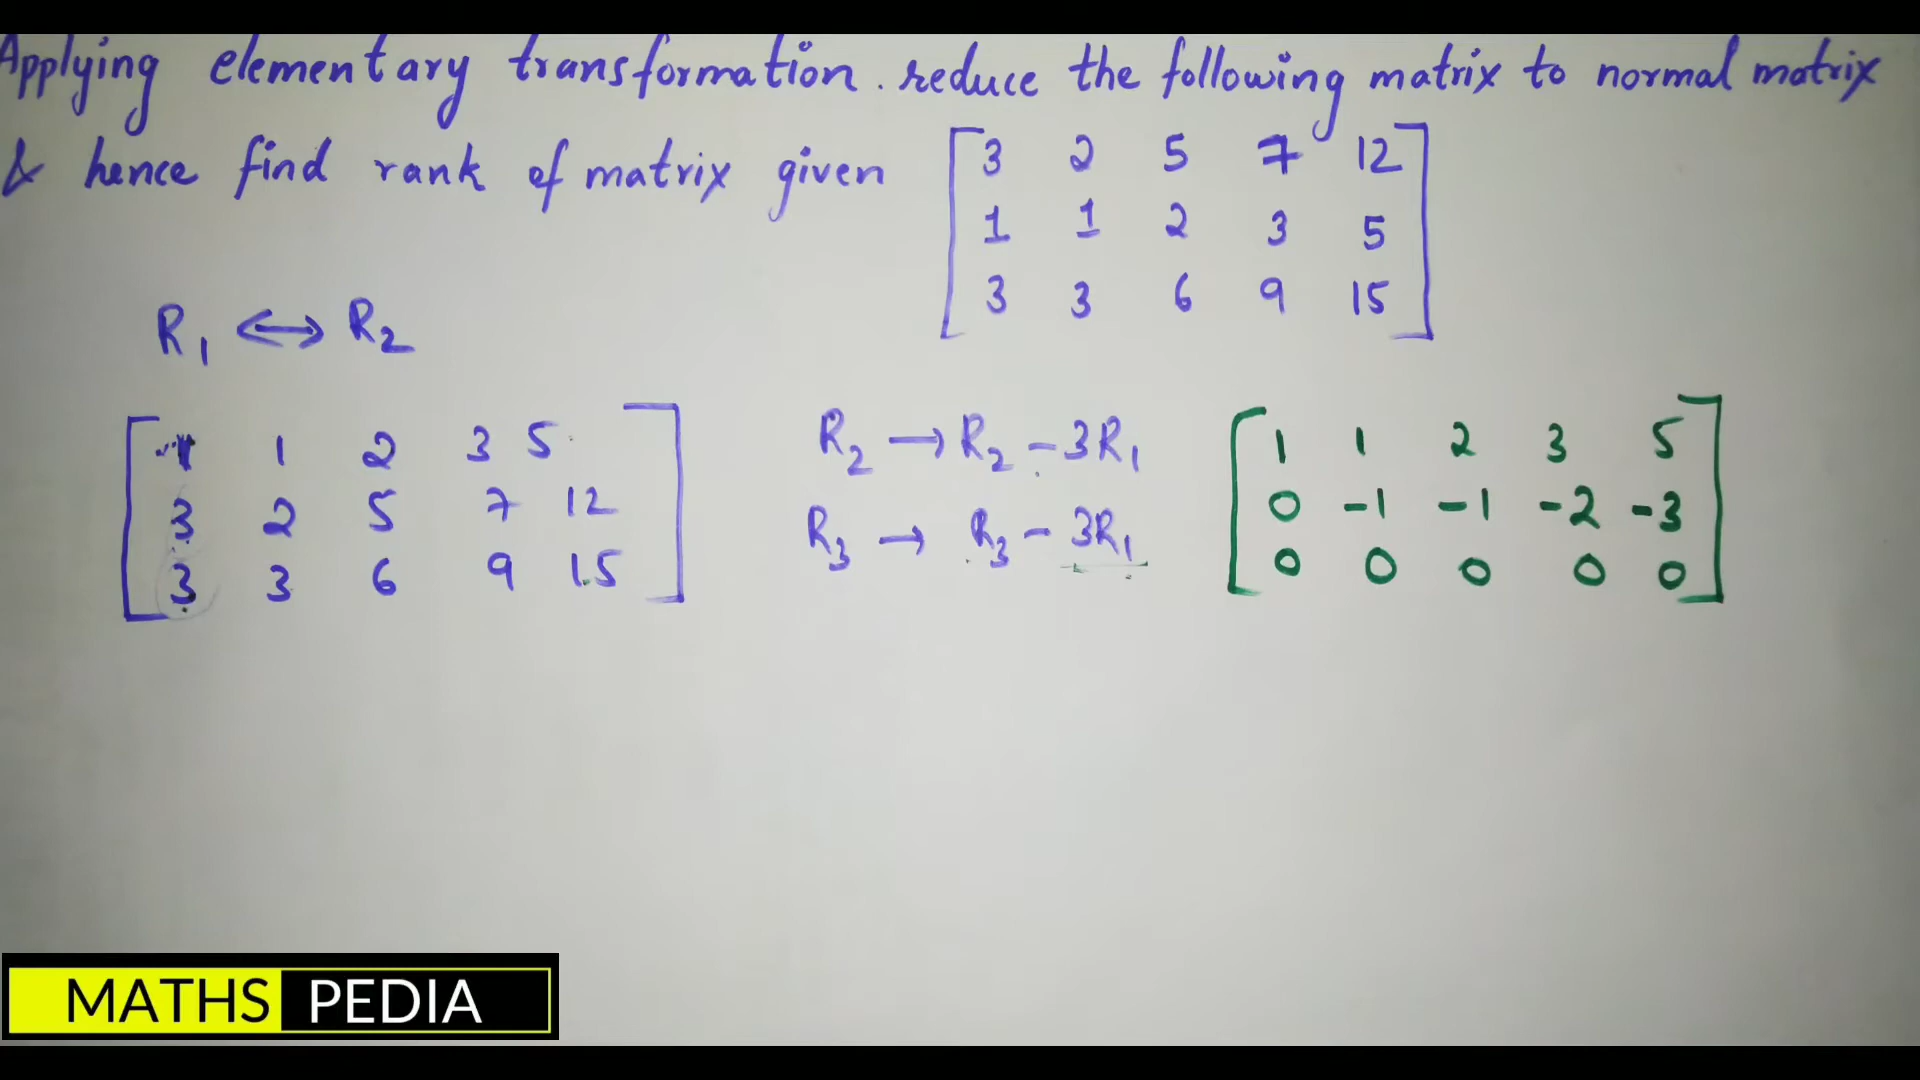 Applying elementary transformation. reduce the following matrix to normal matrix
& hence find rank of matrix given
3 2 5 7 12
1 1 2 3 5
3 3 6 9 15
R1 ↔ R2
1 1 2 3 5
3 2 5 7 12
3 3 6 9 15
R2 → R2 - 3R1
R3 → R3 - 3R1
1 1 2 3 5
0 -1 -1 -2 -3
0 0 0 0 0
MATHS PEDIA